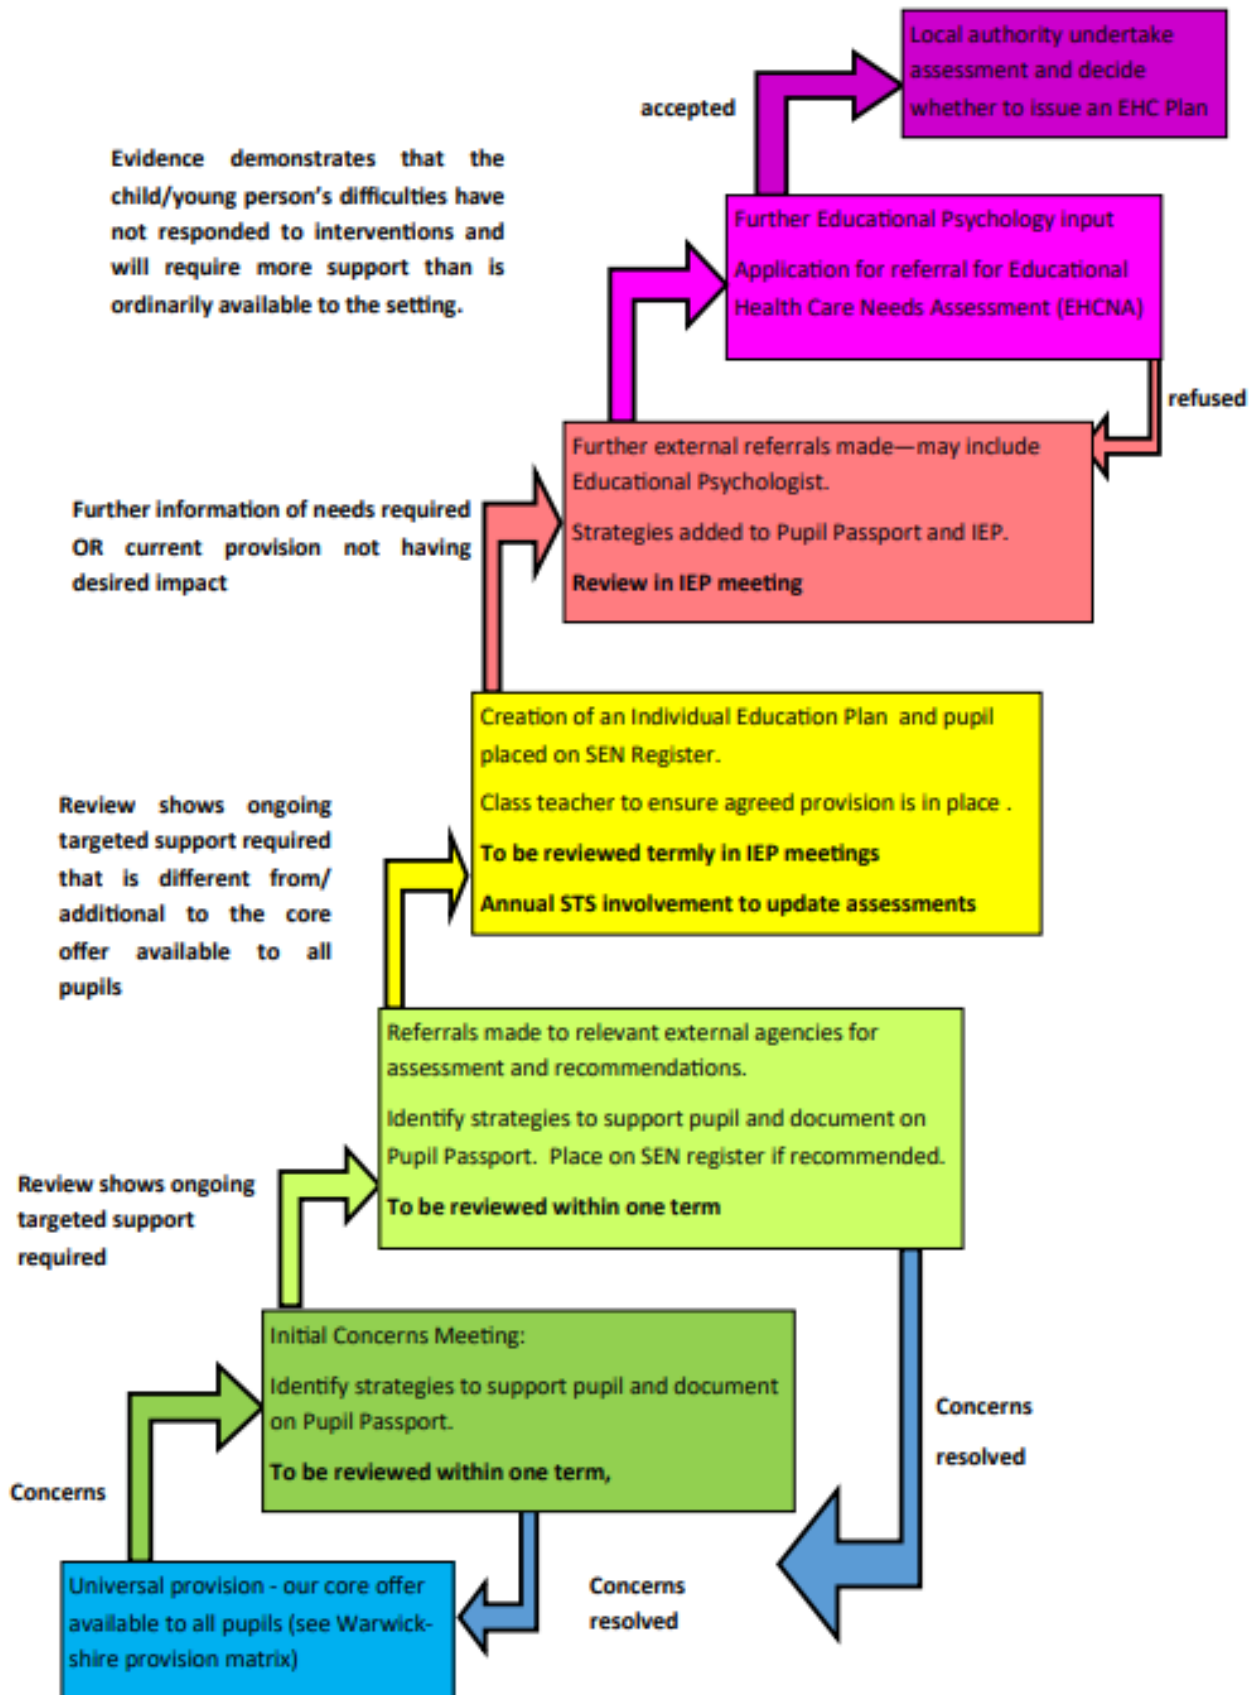 Local authority undertake
assessment and decide
whether to issue an EHC Plan
accepted
Evidence demonstrates that the
child/young person's difficulties have
not responded to interventions and
will require more support than is
ordinarily available to the setting.
Further Educational Psychology input
Application for referral for Educational
Health Care Needs Assessment (EHCNA)
refused
Further external referrals made—may include
Educational Psychologist.
Strategies added to Pupil Passport and IEP.
Review in IEP meeting
Further information of needs required
OR current provision not having
desired impact
Creation of an Individual Education Plan and pupil
placed on SEN Register.
Class teacher to ensure agreed provision is in place .
To be reviewed termly in IEP meetings
Annual STS involvement to update assessments
Review shows ongoing
targeted support required
that is different from/
additional to the core
offer available to all
pupils
Referrals made to relevant external agencies for
assessment and recommendations.
Identify strategies to support pupil and document on
Pupil Passport. Place on SEN register if recommended.
To be reviewed within one term
Review shows ongoing
targeted support
required
Initial Concerns Meeting:
Identify strategies to support pupil and document
on Pupil Passport.
To be reviewed within one term,
Concerns
resolved
Concerns
Universal provision - our core offer
available to all pupils (see Warwick-
shire provision matrix)
Concerns
resolved